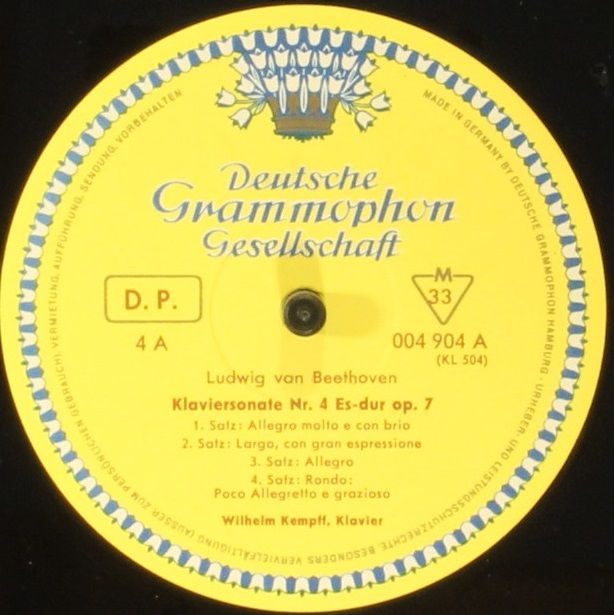 Deutsche
Grammophon
Gesellschaft
D. P.
4 A
M
33
004 904 A
(KL 504)
Ludwig van Beethoven
Klaviersonate Nr. 4 Es-dur op. 7
1. Satz: Allegro molto e con brio
2. Satz: Largo, con gran espressione
3. Satz: Allegro
4. Satz: Rondo:
Poco Allegretto e grazioso
Wilhelm Kempff, Klavier
MADE IN GERMANY BY DEUTSCHE GRAMMOPHON HAMBURG · URHEBER- UND LEISTUNGSSCHUTZRECHTE, BESONDERS VERVIELFÄLTIGUNG (AUSSER ZUM PERSÖNLICHEN GEBRAUCH), VERMIETUNG, AUFFÜHRUNG, SENDUNG, VORBEHALTEN